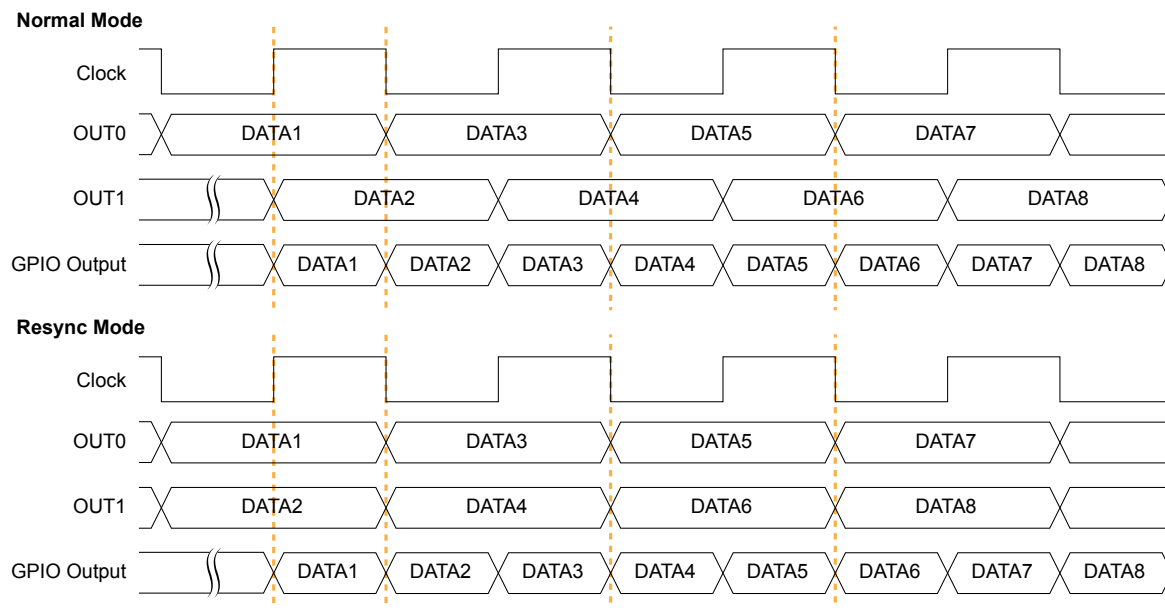 Normal Mode
Clock
OUT0 DATA1 DATA3 DATA5 DATA7
OUT1 DATA2 DATA4 DATA6 DATA8
GPIO Output DATA1 DATA2 DATA3 DATA4 DATA5 DATA6 DATA7 DATA8
Resync Mode
Clock
OUT0 DATA1 DATA3 DATA5 DATA7
OUT1 DATA2 DATA4 DATA6 DATA8
GPIO Output DATA1 DATA2 DATA3 DATA4 DATA5 DATA6 DATA7 DATA8